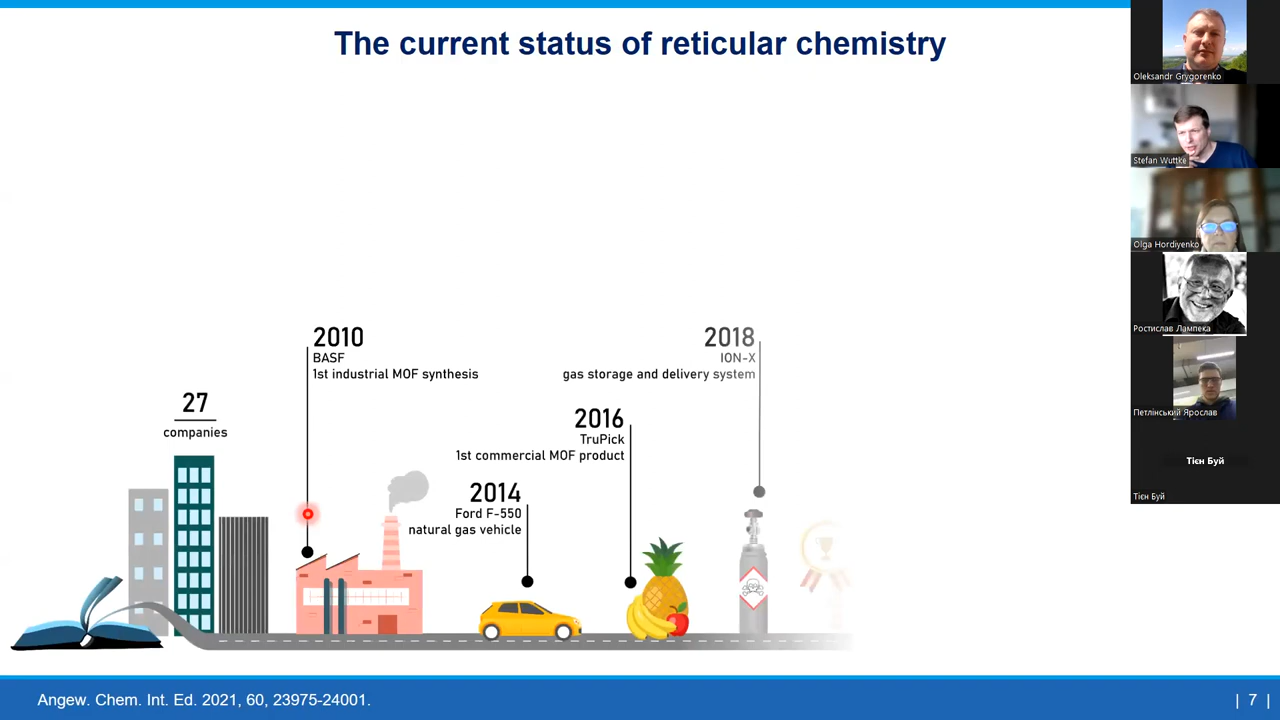 The current status of reticular chemistry
2010
BASF
1st industrial MOF synthesis
2018
ION-X
gas storage and delivery system
27
companies
2016
TruPick
1st commercial MOF product
2014
Ford F-550
natural gas vehicle
Angew. Chem. Int. Ed. 2021, 60, 23975-24001.
| 7 |
Oleksandr Grygorenko
Stefan Wuttke
Olga Hordiyenko
Ростислав Лампека
Петлінський Ярослав
Тієн Буй
Тієн Буй